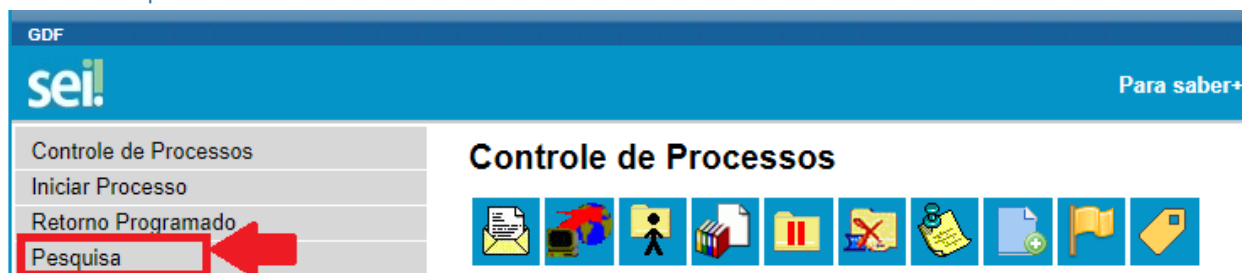 GDF
sei!
Para saber+
Controle de Processos
Iniciar Processo
Retorno Programado
Pesquisa
Controle de Processos